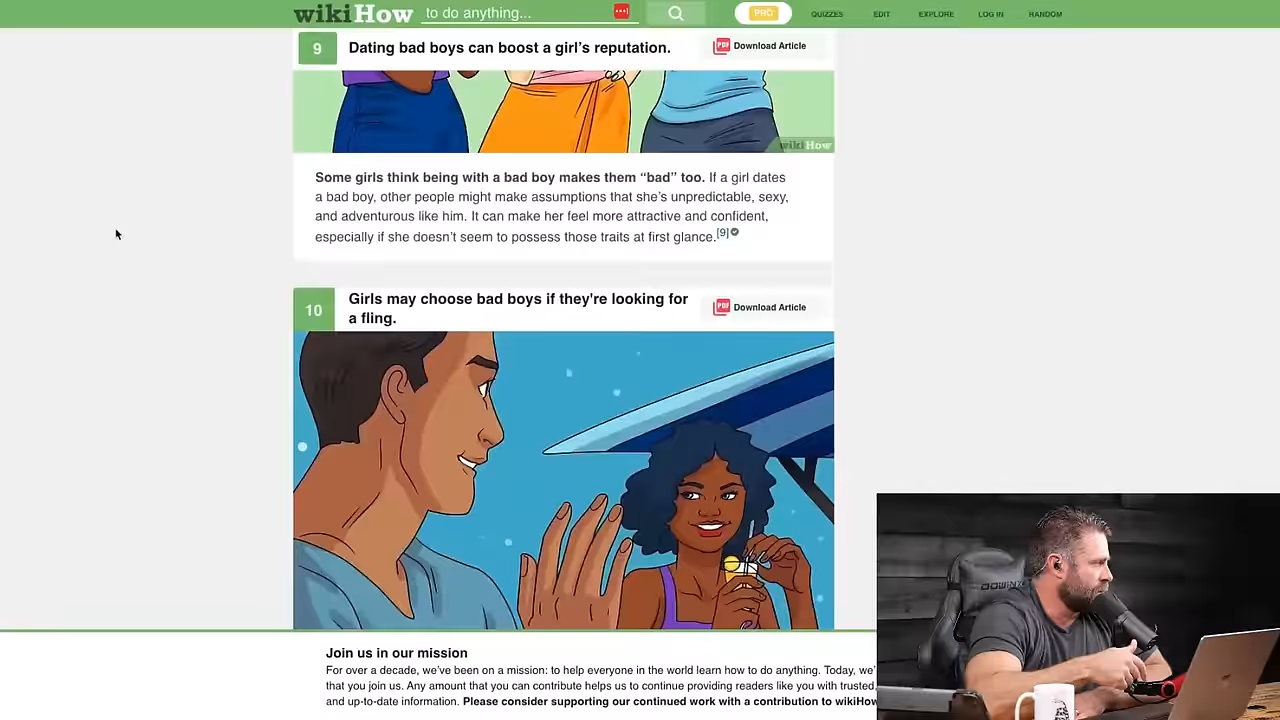 wikiHow to do anything... PRO QUIZZES EDIT EXPLORE LOG IN RANDOM
9 Dating bad boys can boost a girl's reputation. PDF Download Article
wikiHow
Some girls think being with a bad boy makes them “bad” too. If a girl dates
a bad boy, other people might make assumptions that she’s unpredictable, sexy,
and adventurous like him. It can make her feel more attractive and confident,
especially if she doesn’t seem to possess those traits at first glance.[9]
10 Girls may choose bad boys if they're looking for
a fling.
PDF Download Article
Join us in our mission
For over a decade, we’ve been on a mission: to help everyone in the world learn how to do anything. Today, we’
that you join us. Any amount that you can contribute helps us to continue providing readers like you with trusted,
and up-to-date information. Please consider supporting our continued work with a contribution to wikiHow